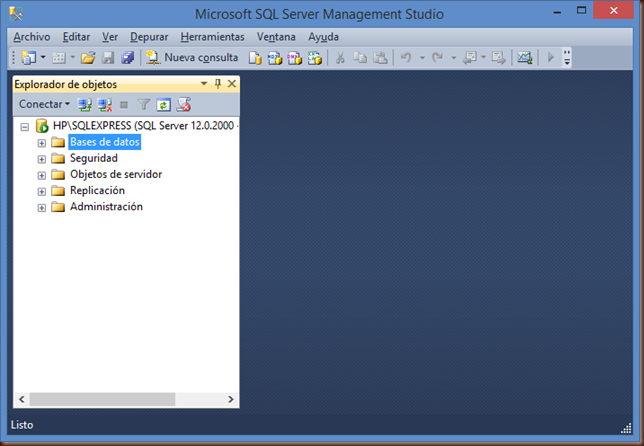 Microsoft SQL Server Management Studio
Archivo Editar Ver Depurar Herramientas Ventana Ayuda
Nueva consulta
Explorador de objetos
Conectar
HP\SQLEXPRESS (SQL Server 12.0.2000 -
Bases de datos
Seguridad
Objetos de servidor
Replicación
Administración
Listo